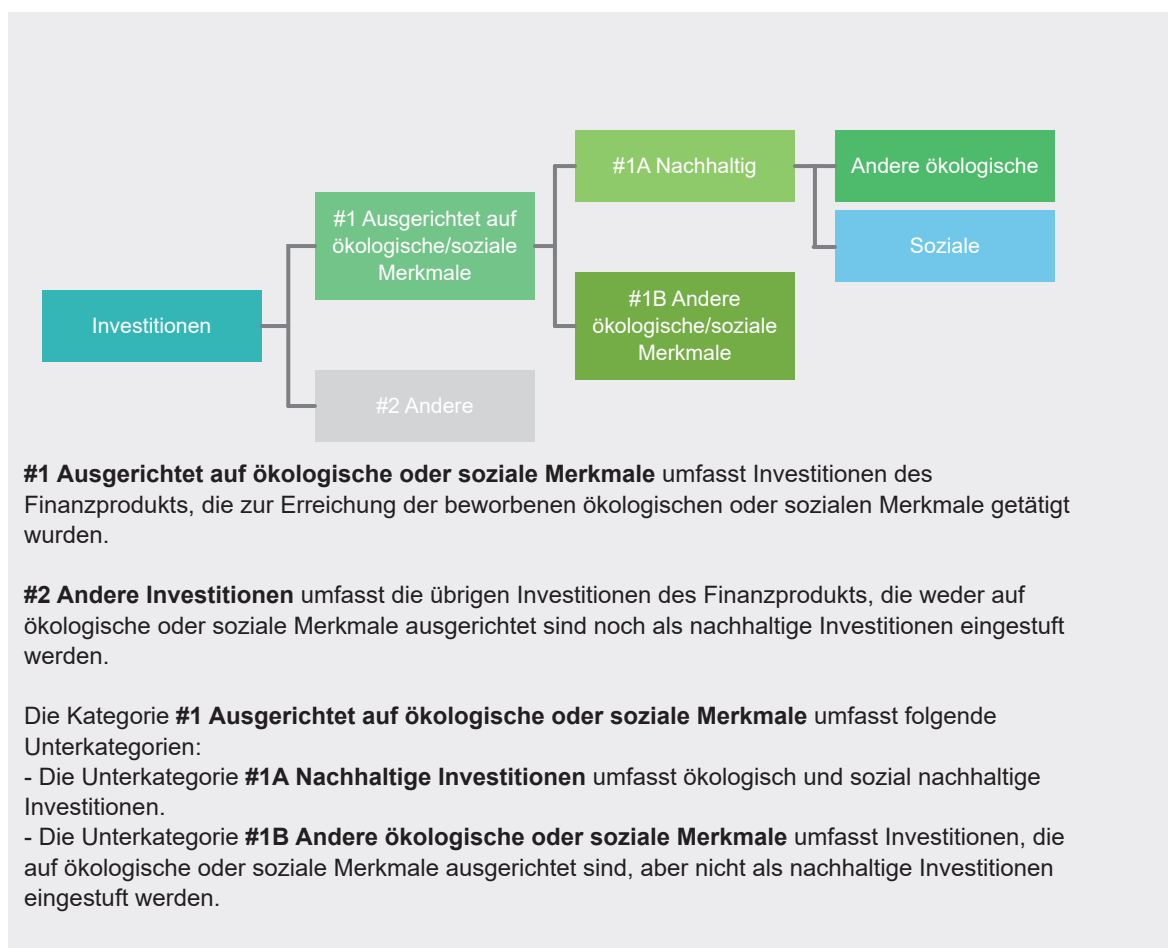 #1A Nachhaltig
Andere ökologische
#1 Ausgerichtet auf
ökologische/soziale
Merkmale
Soziale
#1B Andere
ökologische/soziale
Merkmale
Investitionen
#2 Andere
#1 Ausgerichtet auf ökologische oder soziale Merkmale umfasst Investitionen des
Finanzprodukts, die zur Erreichung der beworbenen ökologischen oder sozialen Merkmale getätigt
wurden.
#2 Andere Investitionen umfasst die übrigen Investitionen des Finanzprodukts, die weder auf
ökologische oder soziale Merkmale ausgerichtet sind noch als nachhaltige Investitionen eingestuft
werden.
Die Kategorie #1 Ausgerichtet auf ökologische oder soziale Merkmale umfasst folgende
Unterkategorien:
- Die Unterkategorie #1A Nachhaltige Investitionen umfasst ökologisch und sozial nachhaltige
Investitionen.
- Die Unterkategorie #1B Andere ökologische oder soziale Merkmale umfasst Investitionen, die
auf ökologische oder soziale Merkmale ausgerichtet sind, aber nicht als nachhaltige Investitionen
eingestuft werden.